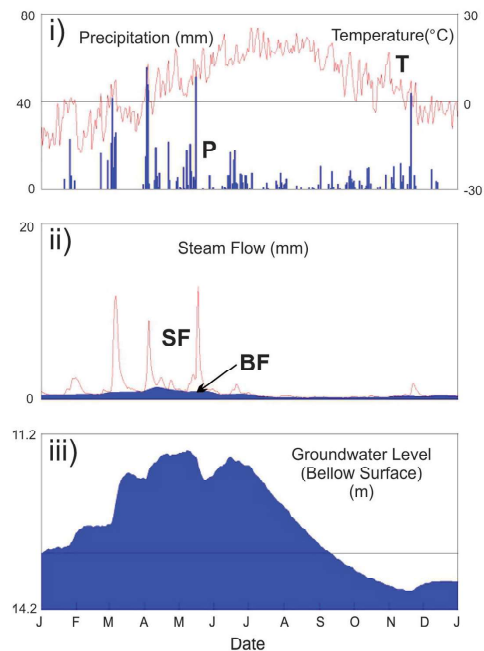 80
i)
Precipitation (mm)
Temperature(°C)
30
T
40
0
P
0
-30
20
ii)
Steam Flow (mm)
SF
BF
0
11.2
iii)
Groundwater Level
(Bellow Surface)
(m)
14.2
J F M A M J J A S O N D J
Date